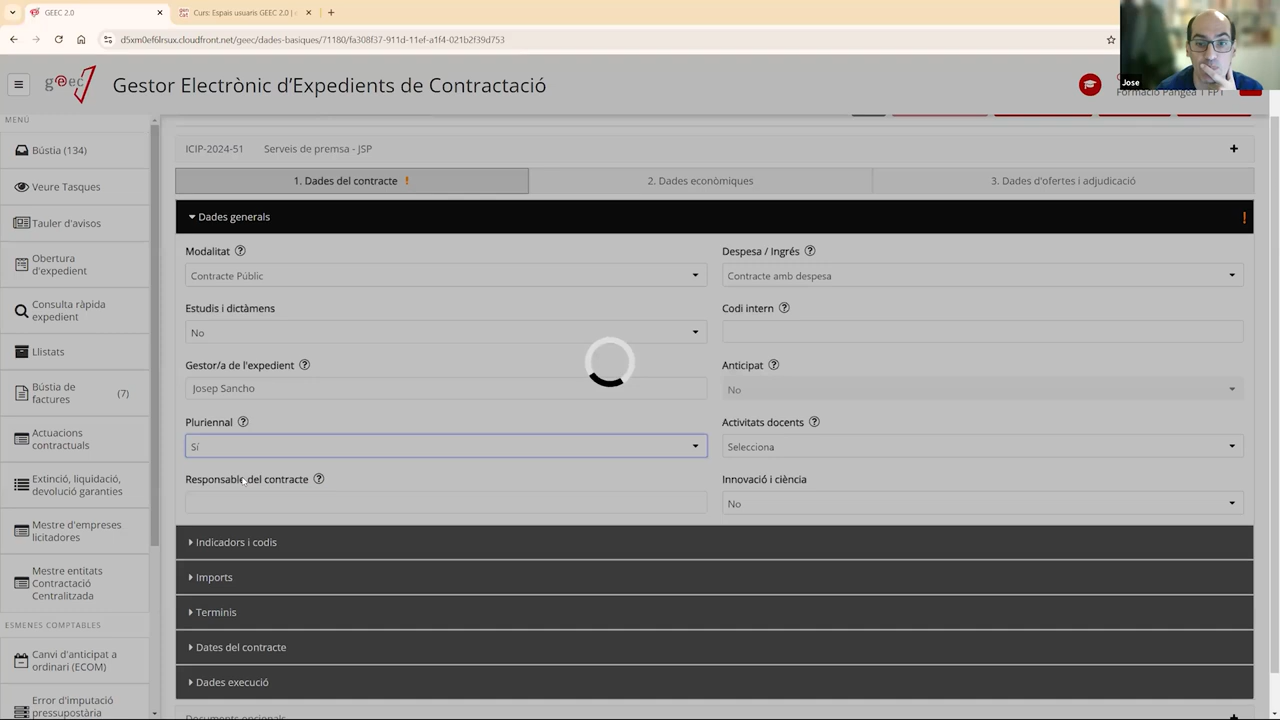 GEEC 2.0
Curs: Espais usuaris GEEC 2.0 |
d5xm0ef6lrsux.cloudfront.net/geec/dades-basiques/71180/fa308f37-911d-11ef-a1f4-021b2f39d753
Jose
geec
Gestor Electrònic d'Expedients de Contractació
Formació Pangea 1 FP1
MENÚ
Bústia (134)
Veure Tasques
Tauler d'avisos
Obertura
d'expedient
Consulta ràpida
expedient
Llistats
Bústia de
factures (7)
Actuacions
contractuals
Extinció, liquidació,
devolució garanties
Mestre d'empreses
licitadores
Mestre entitats
Contractació
Centralitzada
ESMENES COMPTABLES
Canvi d'anticipat a
ordinari (ECOM)
Error d'imputació
pressupostària
ICIP-2024-51 Serveis de premsa - JSP +
1. Dades del contracte ! 2. Dades econòmiques 3. Dades d'ofertes i adjudicació
Dades generals !
Modalitat ? Despesa / Ingrés ?
Contracte Públic Contracte amb despesa
Estudis i dictàmens Codi intern ?
No
Gestor/a de l'expedient ? Anticipat ?
Josep Sancho No
Pluriennal ? Activitats docents ?
Sí Selecciona
Responsable del contracte ? Innovació i ciència
No
Indicadors i codis
Imports
Terminis
Dates del contracte
Dades execució
Documents opcionals +